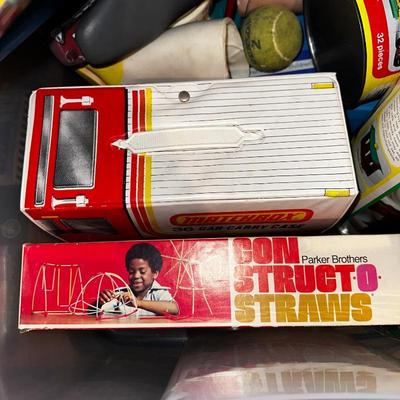 32 pieces
MATCHBOX
36 CAR CARRY CASE
CON
Parker Brothers
STRUCT·O·
STRAWS